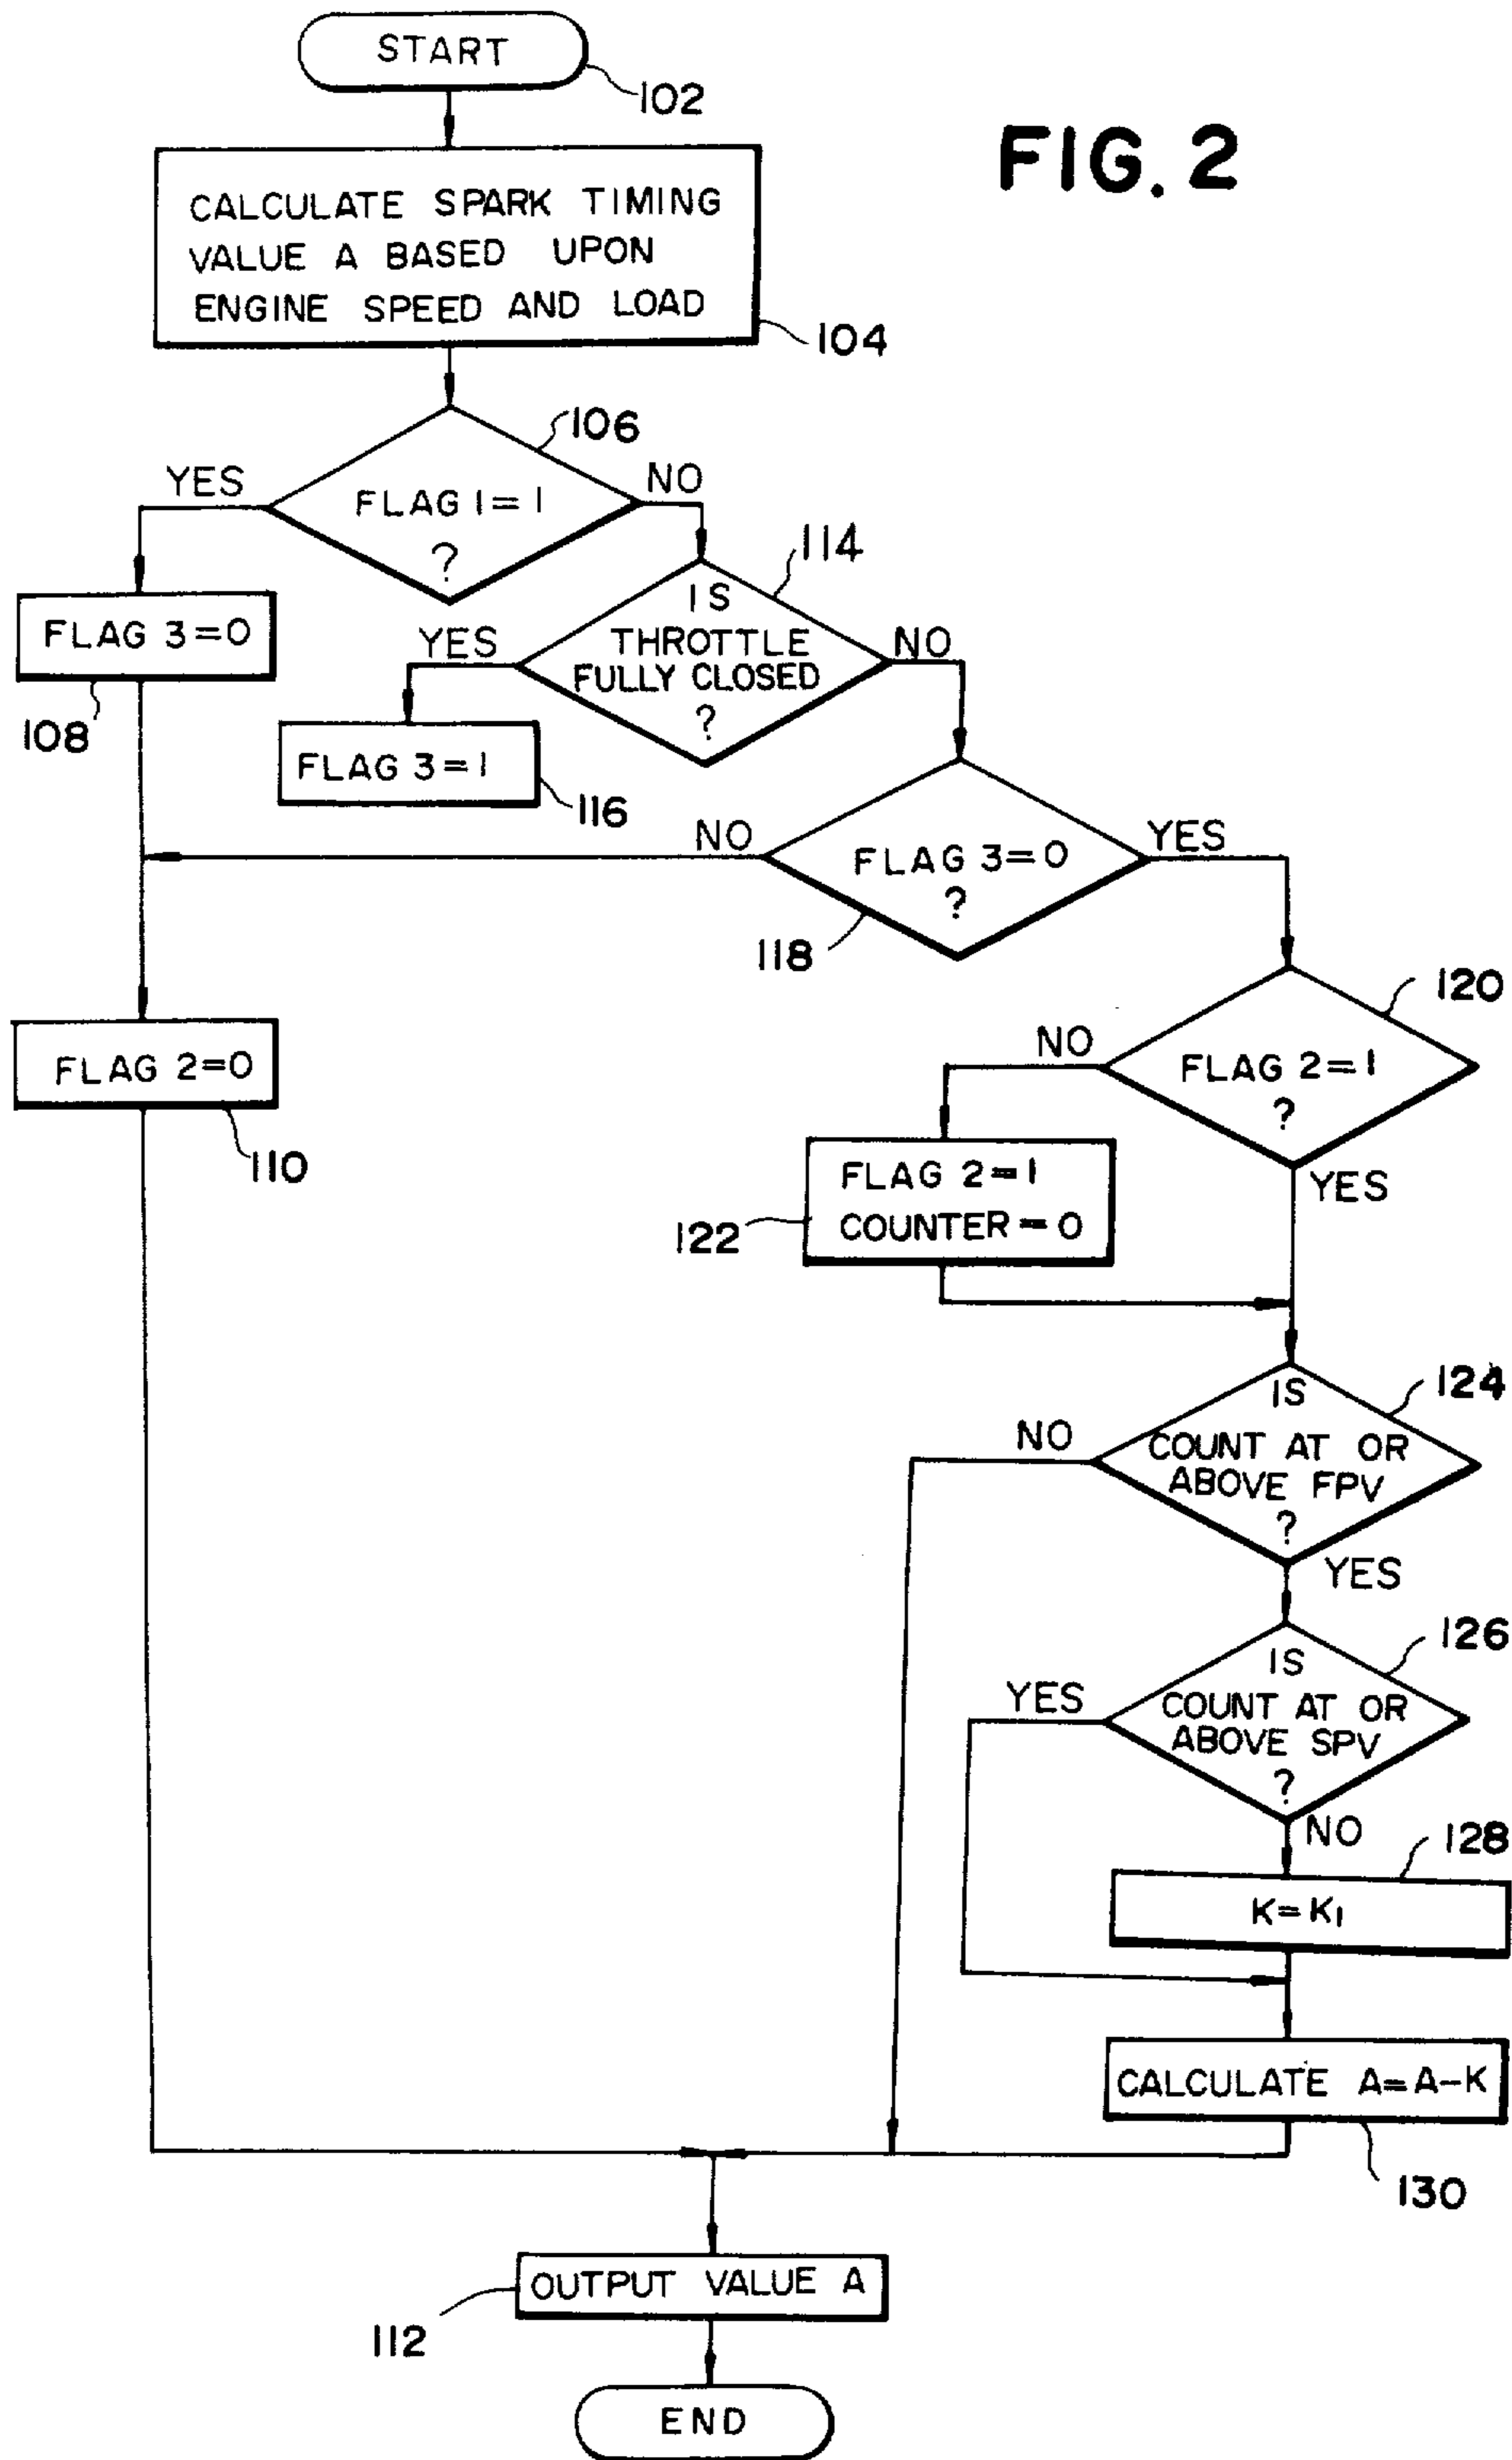 START
102
FIG. 2
CALCULATE SPARK TIMING
VALUE A BASED UPON
ENGINE SPEED AND LOAD
104
106
YES
NO
FLAG 1 = 1
?
114
IS
THROTTLE
FULLY CLOSED
?
YES
NO
FLAG 3 = 0
108
FLAG 3 = 1
116
NO
YES
FLAG 3 = 0
?
118
120
NO
FLAG 2 = 1
?
YES
FLAG 2 = 0
110
FLAG 2 = 1
COUNTER = 0
122
124
IS
NO
COUNT AT OR
ABOVE FPV
?
YES
126
IS
YES
COUNT AT OR
ABOVE SPV
?
NO
128
K = K1
CALCULATE A = A – K
130
OUTPUT VALUE A
112
END